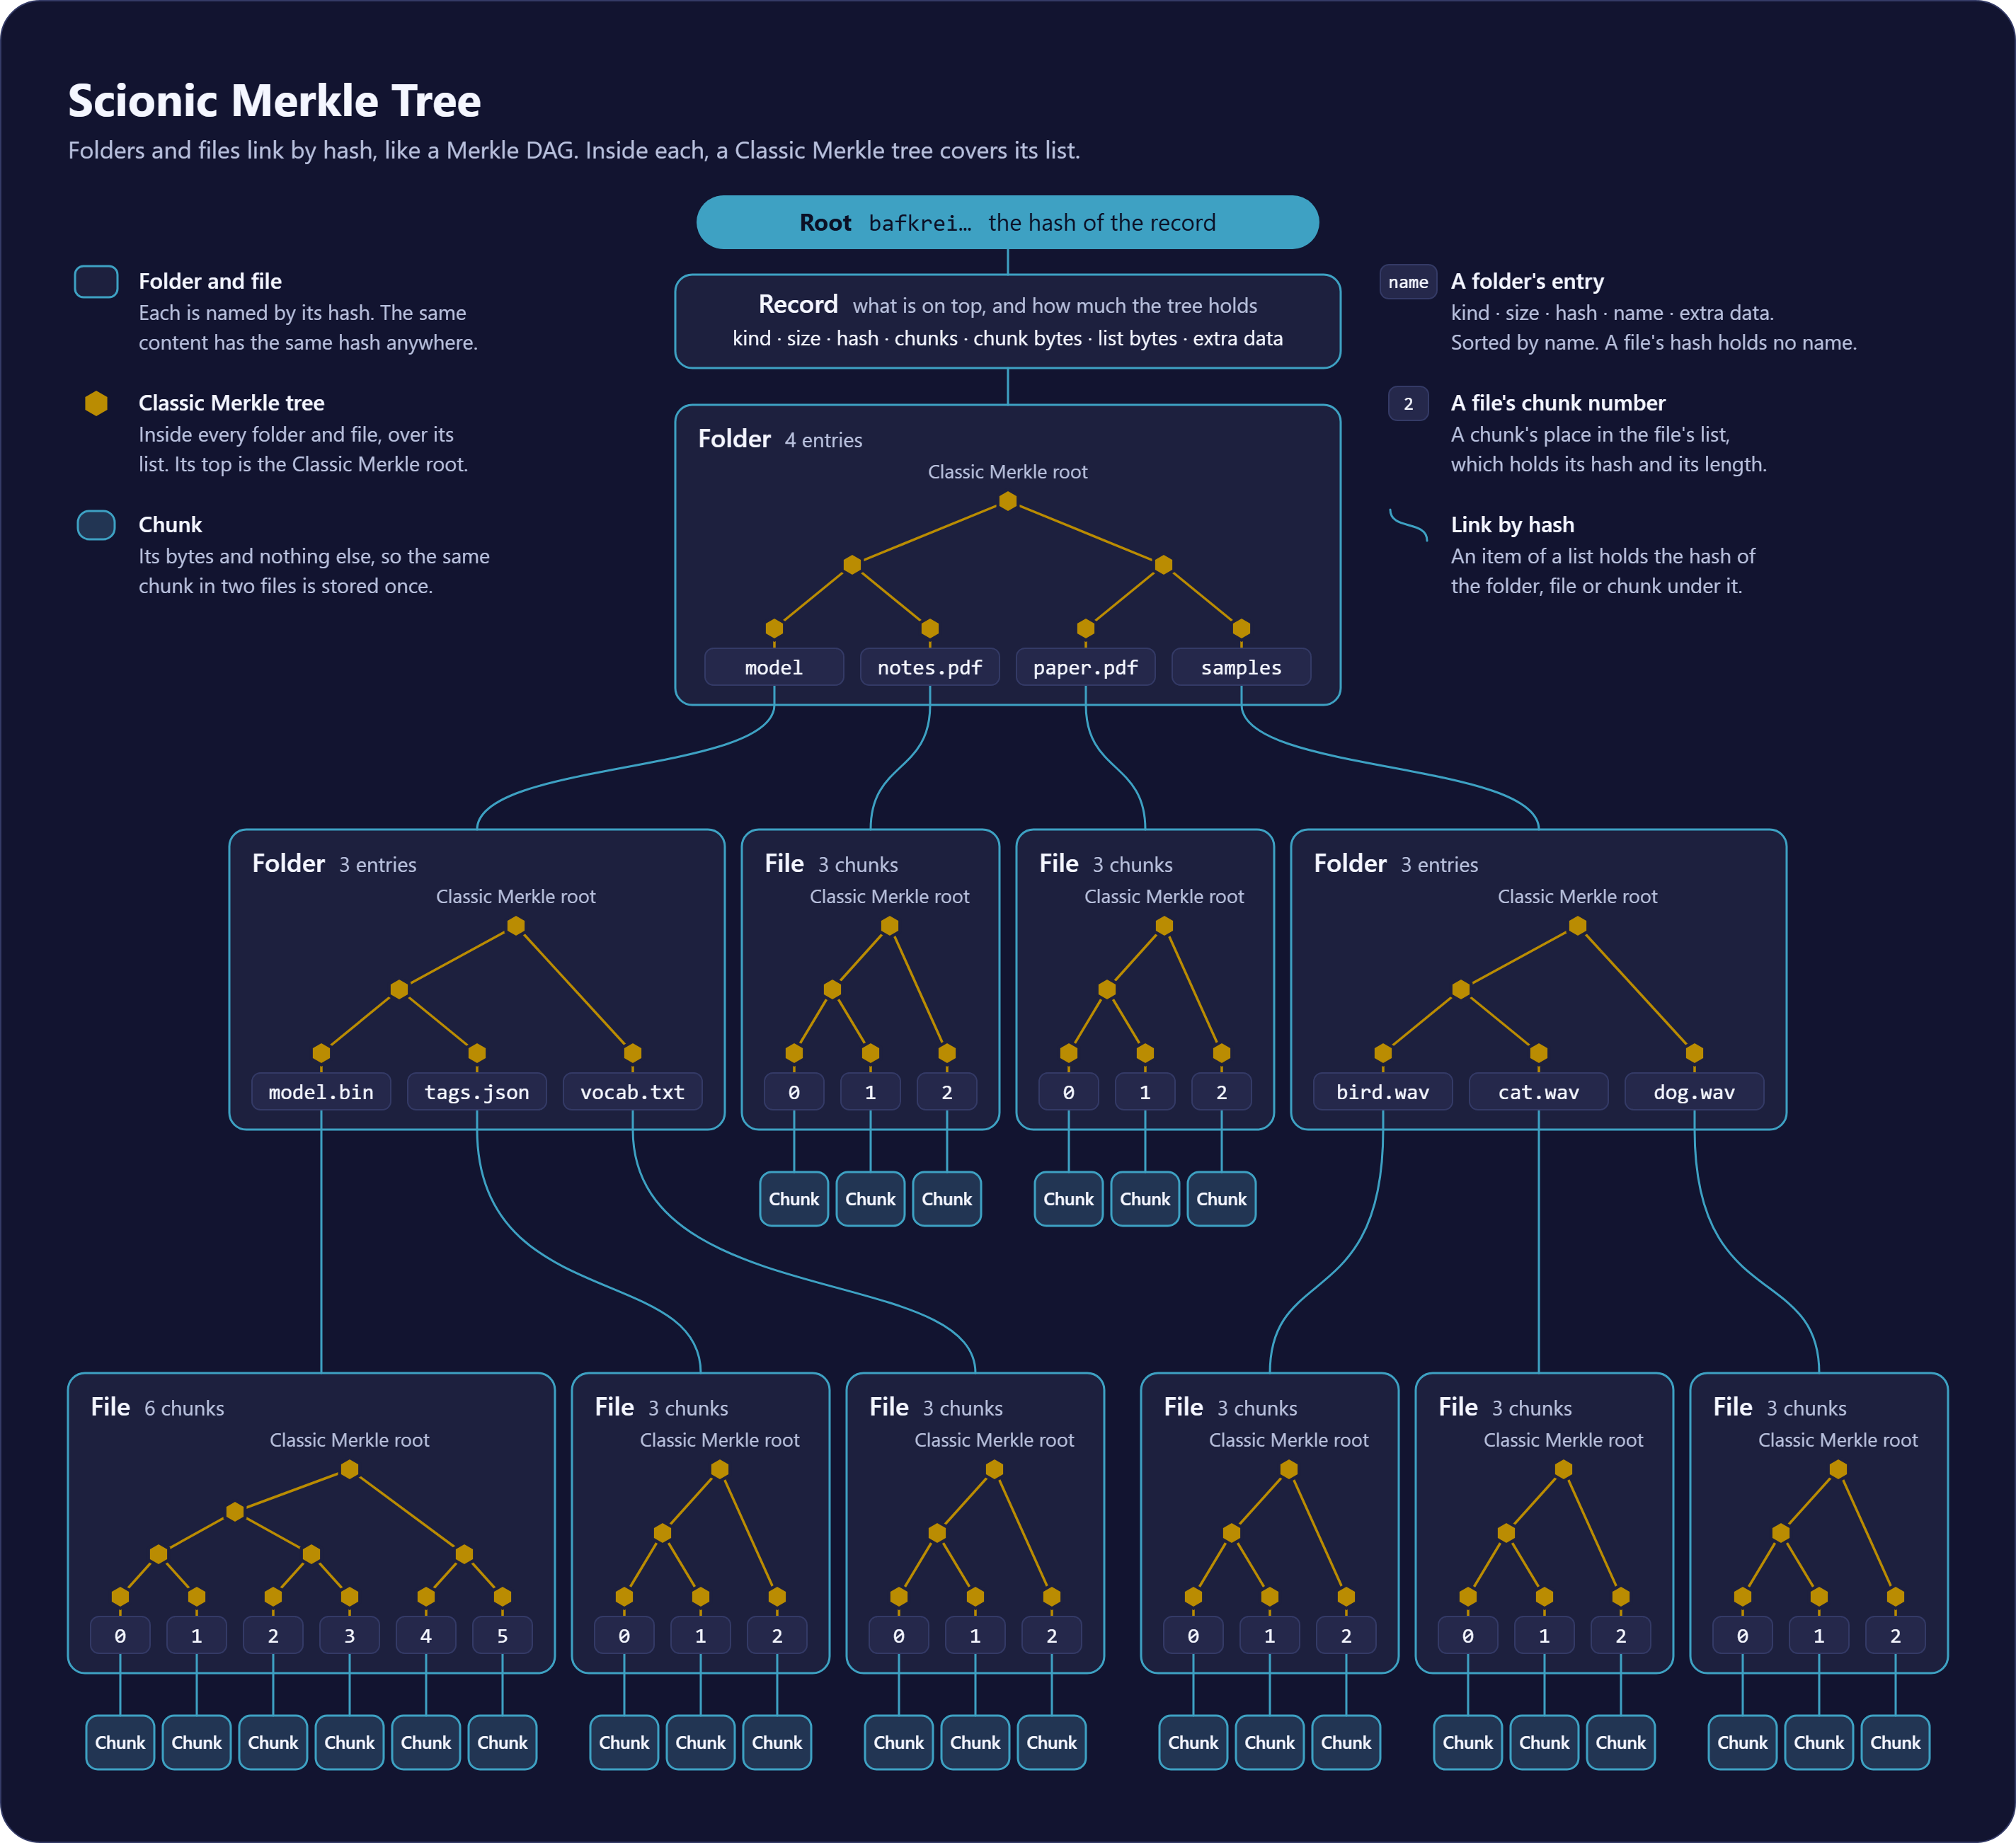 Scionic Merkle Tree
Folders and files link by hash, like a Merkle DAG. Inside each, a Classic Merkle tree covers its list.
Root bafkrei… the hash of the record
Record what is on top, and how much the tree holds
kind · size · hash · chunks · chunk bytes · list bytes · extra data
Folder and file
Each is named by its hash. The same
content has the same hash anywhere.
Classic Merkle tree
Inside every folder and file, over its
list. Its top is the Classic Merkle root.
Chunk
Its bytes and nothing else, so the same
chunk in two files is stored once.
name A folder's entry
kind · size · hash · name · extra data.
Sorted by name. A file's hash holds no name.
2 A file's chunk number
A chunk's place in the file's list,
which holds its hash and its length.
Link by hash
An item of a list holds the hash of
the folder, file or chunk under it.
Folder 4 entries
Classic Merkle root
model notes.pdf paper.pdf samples
Folder 3 entries
Classic Merkle root
model.bin tags.json vocab.txt
File 3 chunks
Classic Merkle root
0 1 2
Chunk Chunk Chunk
File 3 chunks
Classic Merkle root
0 1 2
Chunk Chunk Chunk
Folder 3 entries
Classic Merkle root
bird.wav cat.wav dog.wav
File 6 chunks
Classic Merkle root
0 1 2 3 4 5
Chunk Chunk Chunk Chunk Chunk Chunk
File 3 chunks
Classic Merkle root
0 1 2
Chunk Chunk Chunk
File 3 chunks
Classic Merkle root
0 1 2
Chunk Chunk Chunk
File 3 chunks
Classic Merkle root
0 1 2
Chunk Chunk Chunk
File 3 chunks
Classic Merkle root
0 1 2
Chunk Chunk Chunk
File 3 chunks
Classic Merkle root
0 1 2
Chunk Chunk Chunk